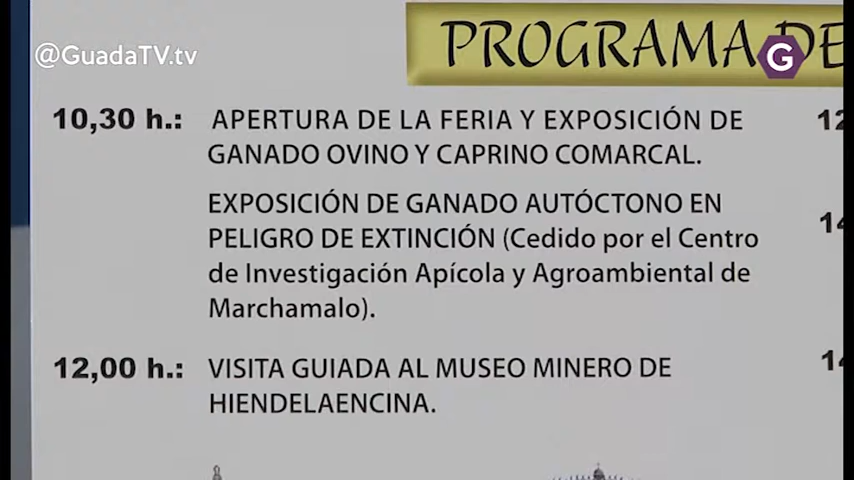 @GuadaTV.tv
PROGRAMA DE
G
10,30 h.: APERTURA DE LA FERIA Y EXPOSICIÓN DE
GANADO OVINO Y CAPRINO COMARCAL.
EXPOSICIÓN DE GANADO AUTÓCTONO EN
PELIGRO DE EXTINCIÓN (Cedido por el Centro
de Investigación Apícola y Agroambiental de
Marchamalo).
12,00 h.: VISITA GUIADA AL MUSEO MINERO DE
HIENDELAENCINA.